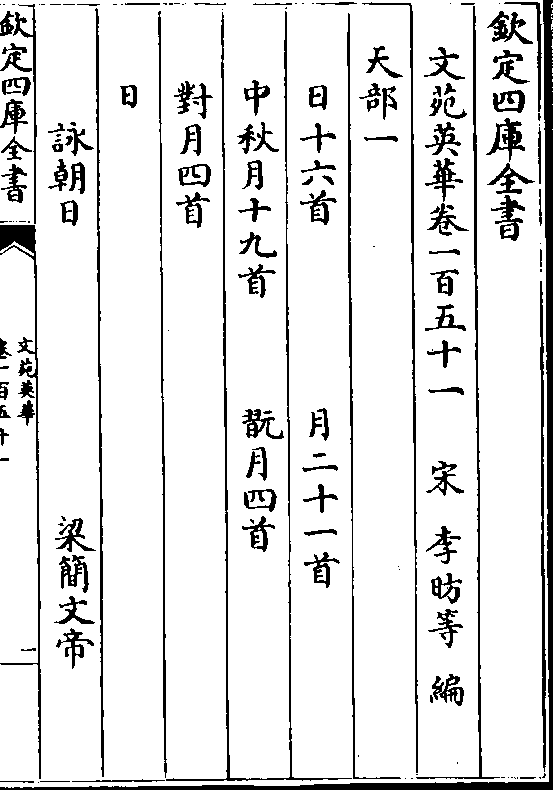 欽定四庫全書
文苑英華卷一百五十一 宋 李昉等 編
天部一
日十六首 月二十一首
中秋月十九首 翫月四首
對月四首
日
詠朝日 梁簡文帝
欽定四庫全書
文苑英華
卷一百五十一
一